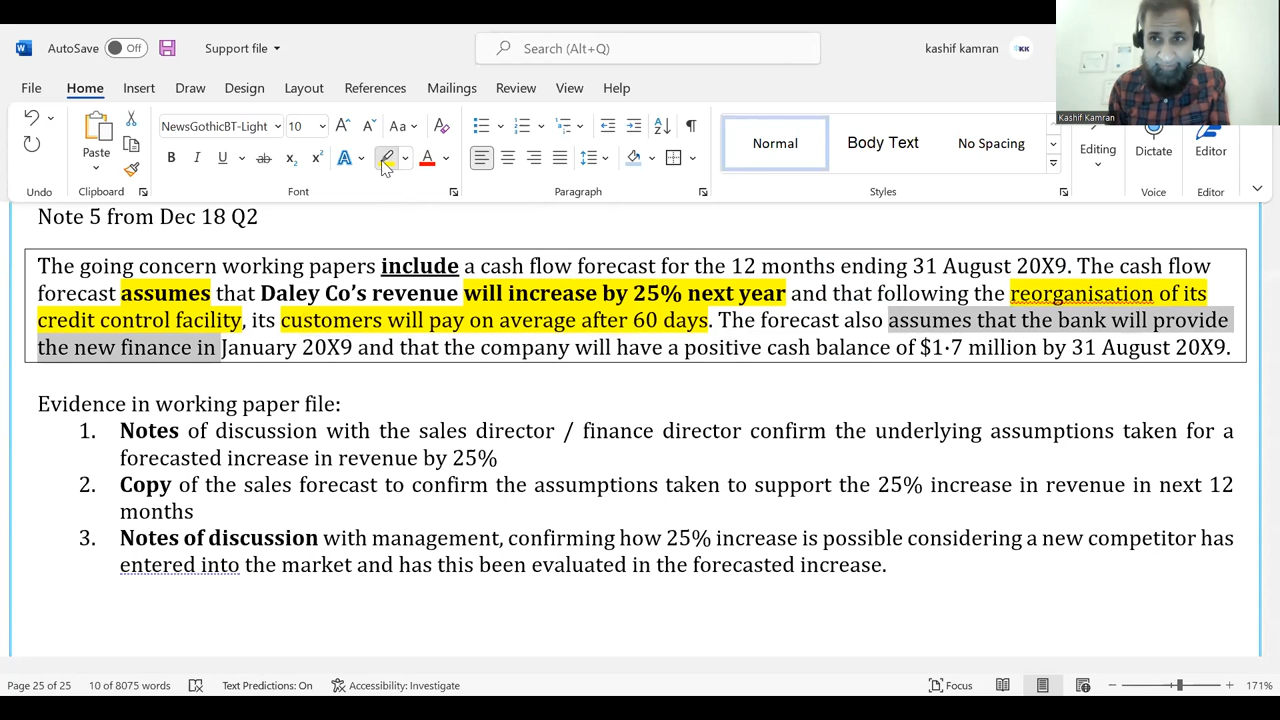 AutoSave Off Support file Search (Alt+Q) kashif kamran KK
Kashif Kamran
File Home Insert Draw Design Layout References Mailings Review View Help
NewsGothicBT-Light 10 Aa
Paste Normal Body Text No Spacing Editing Dictate Editor
Undo Clipboard Font Paragraph Styles Voice Editor
Note 5 from Dec 18 Q2
The going concern working papers include a cash flow forecast for the 12 months ending 31 August 20X9. The cash flow
forecast assumes that Daley Co’s revenue will increase by 25% next year and that following the reorganisation of its
credit control facility, its customers will pay on average after 60 days. The forecast also assumes that the bank will provide
the new finance in January 20X9 and that the company will have a positive cash balance of $1·7 million by 31 August 20X9.
Evidence in working paper file:
1. Notes of discussion with the sales director / finance director confirm the underlying assumptions taken for a
forecasted increase in revenue by 25%
2. Copy of the sales forecast to confirm the assumptions taken to support the 25% increase in revenue in next 12
months
3. Notes of discussion with management, confirming how 25% increase is possible considering a new competitor has
entered into the market and has this been evaluated in the forecasted increase.
Page 25 of 25 10 of 8075 words Text Predictions: On Accessibility: Investigate Focus 171%